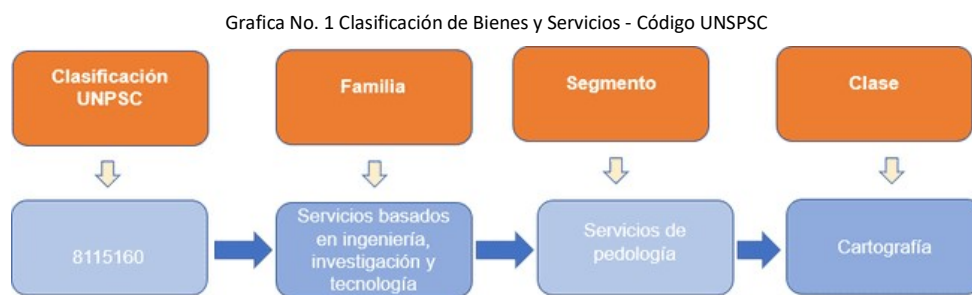 Grafica No. 1 Clasificación de Bienes y Servicios - Código UNSPSC
Clasificación
UNPSC
Familia
Segmento
Clase
8115160
Servicios basados
en ingeniería,
investigación y
tecnología
Servicios de
pedología
Cartografía